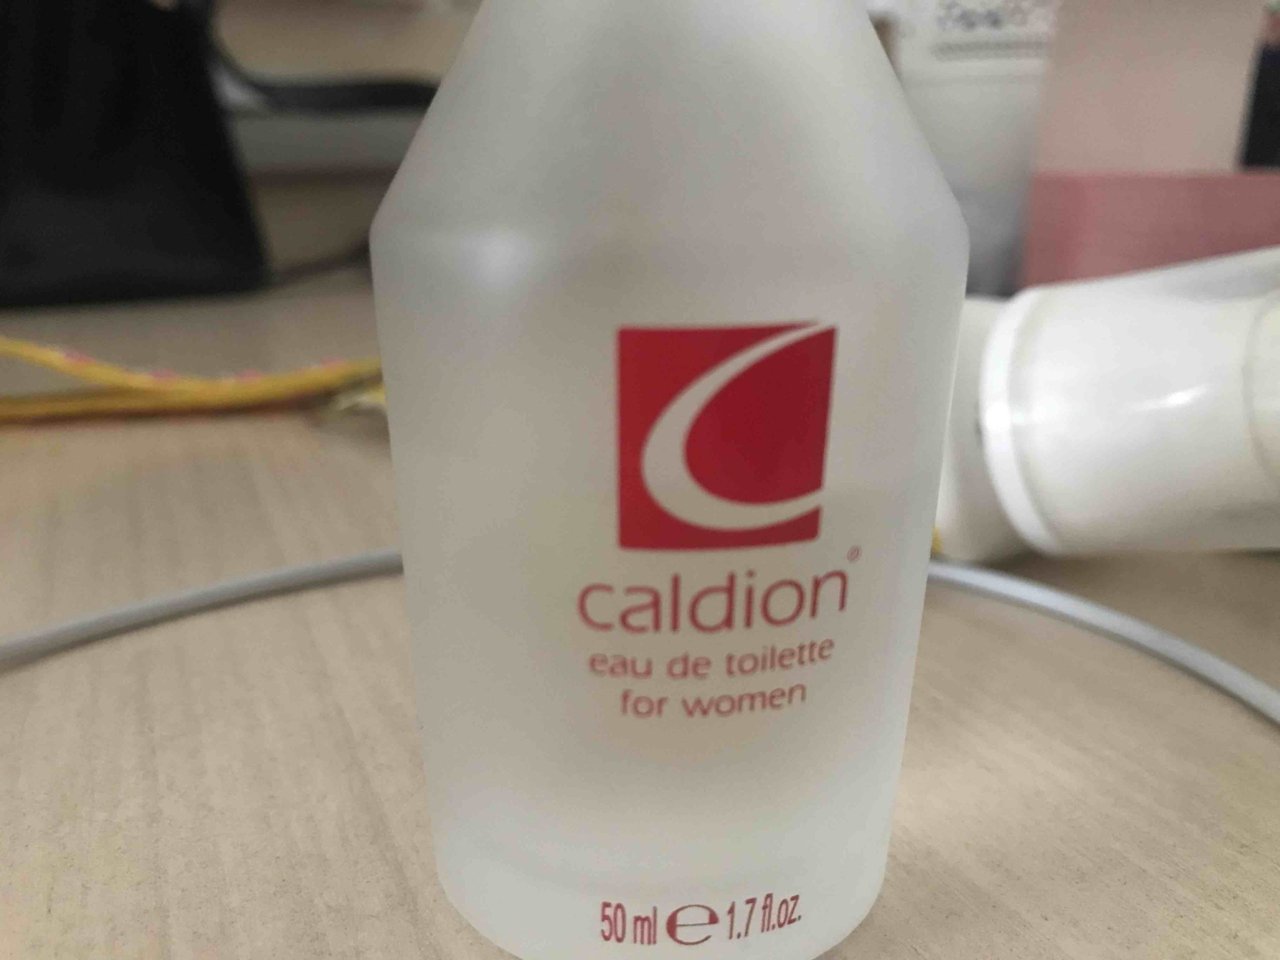 caldion®
eau de toilette
for women
50 ml e 1.7 fl.oz.